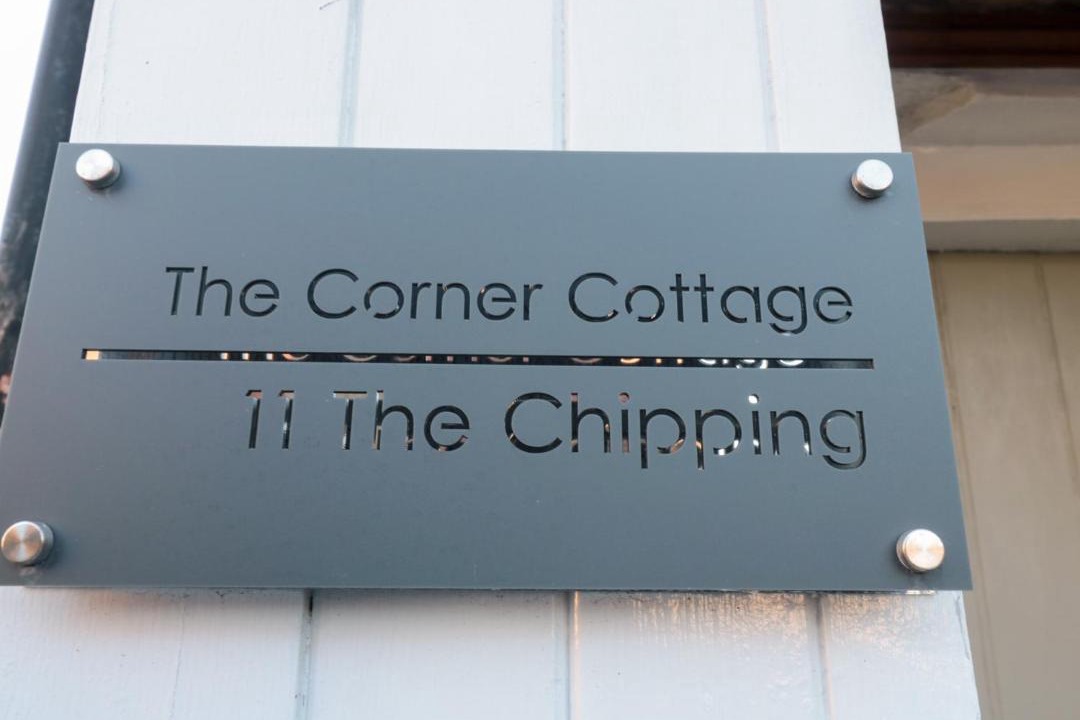 The Corner Cottage
11 The Chipping